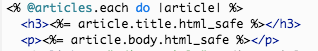 <% @articles.each do |article| %>
<h3><%= article.title.html_safe %></h3>
<p><%= article.body.html_safe %></p>